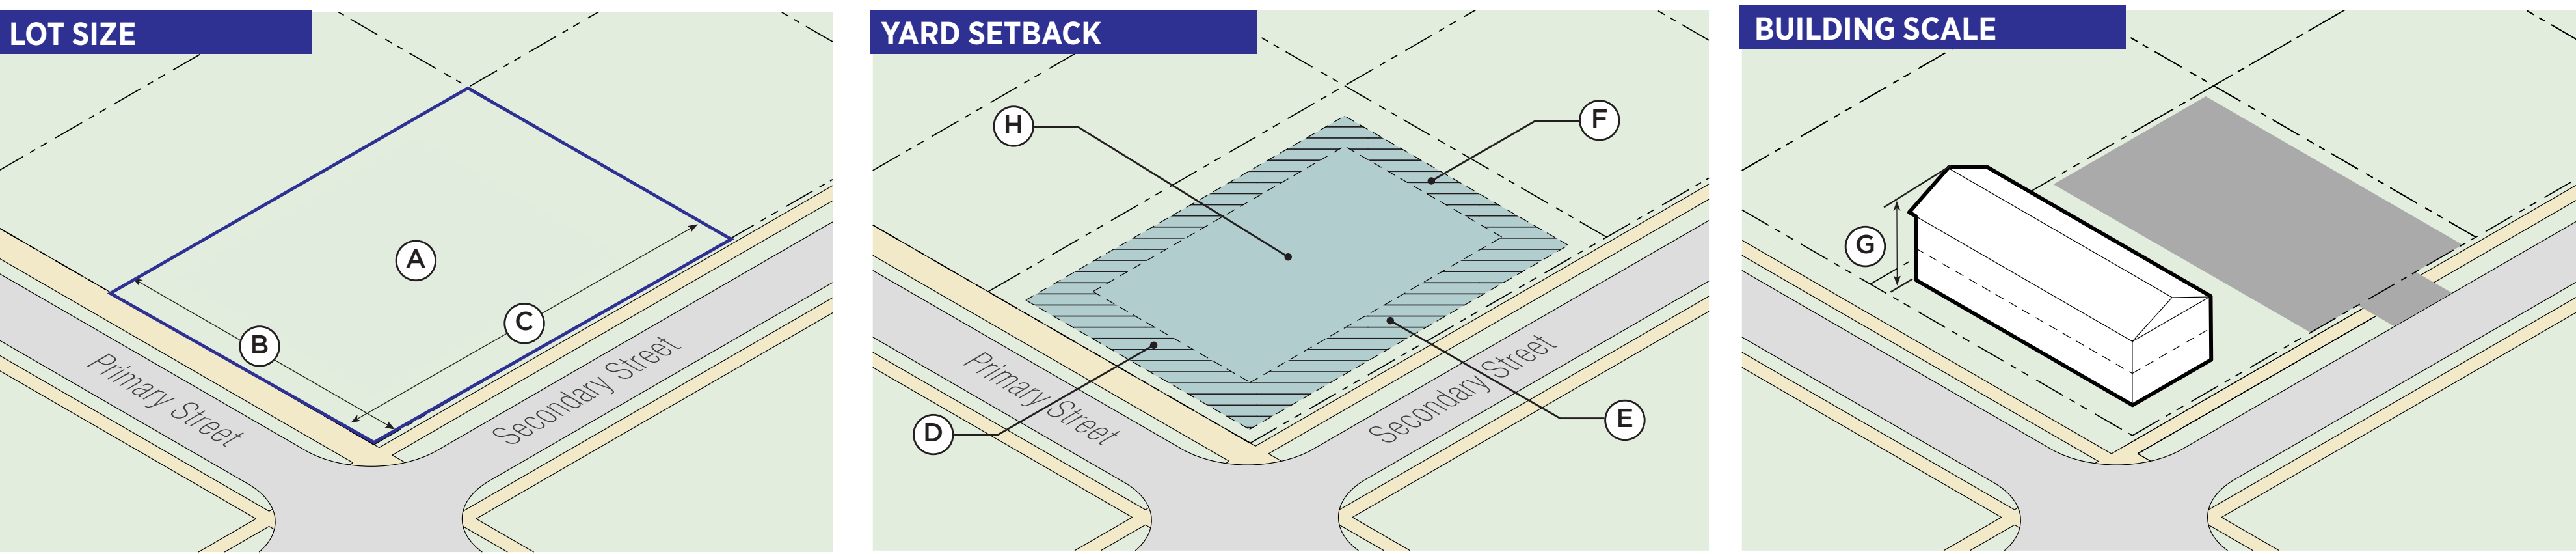 LOT SIZE
A
B
C
Primary Street
Secondary Street
YARD SETBACK
H
F
D
E
Primary Street
Secondary Street
BUILDING SCALE
G